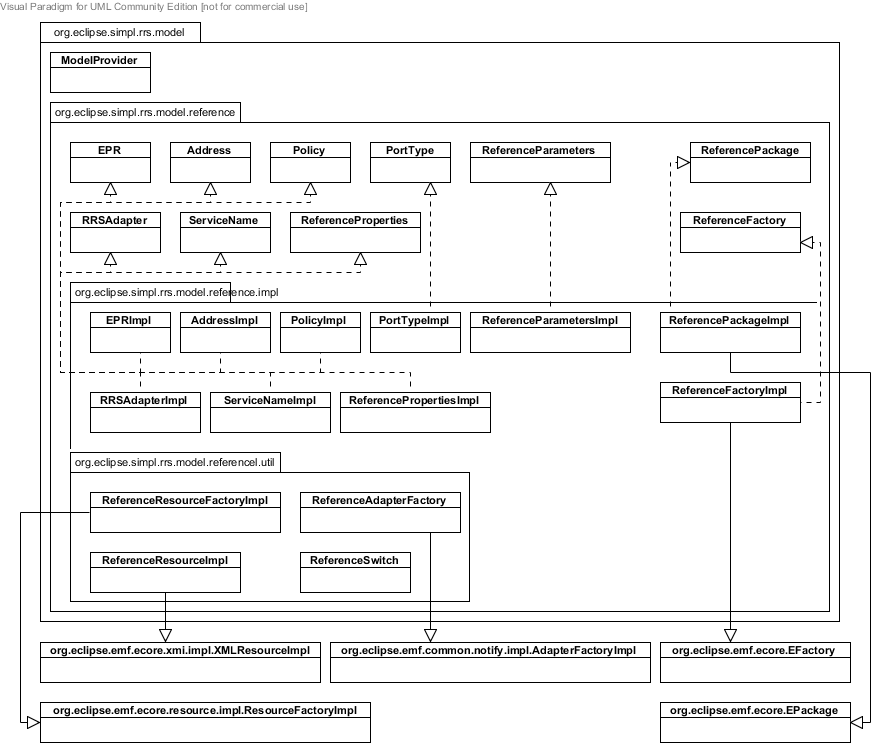 Visual Paradigm for UML Community Edition [not for commercial use]
org.eclipse.simpl.rrs.model
ModelProvider
org.eclipse.simpl.rrs.model.reference
EPR
Address
Policy
PortType
ReferenceParameters
ReferencePackage
RRSAdapter
ServiceName
ReferenceProperties
ReferenceFactory
org.eclipse.simpl.rrs.model.reference.impl
EPRImpl
AddressImpl
PolicyImpl
PortTypeImpl
ReferenceParametersImpl
ReferencePackageImpl
RRSAdapterImpl
ServiceNameImpl
ReferencePropertiesImpl
ReferenceFactoryImpl
org.eclipse.simpl.rrs.model.referencel.util
ReferenceResourceFactoryImpl
ReferenceAdapterFactory
ReferenceResourceImpl
ReferenceSwitch
org.eclipse.emf.ecore.xmi.impl.XMLResourceImpl
org.eclipse.emf.common.notify.impl.AdapterFactoryImpl
org.eclipse.emf.ecore.EFactory
org.eclipse.emf.ecore.resource.impl.ResourceFactoryImpl
org.eclipse.emf.ecore.EPackage